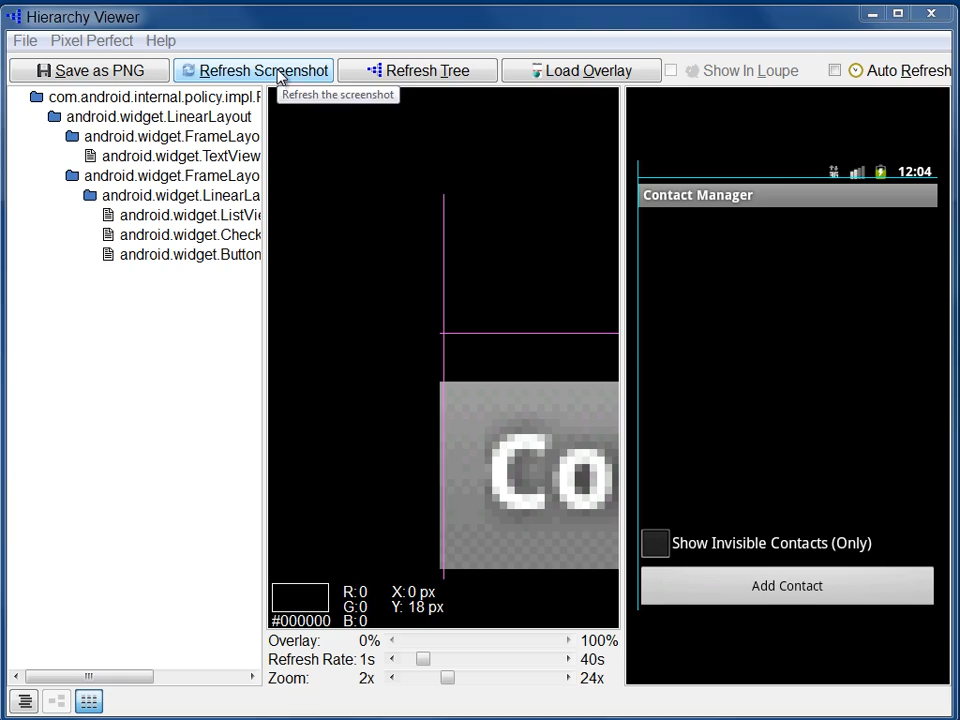 Hierarchy Viewer
File Pixel Perfect Help
Save as PNG Refresh Screenshot Refresh Tree Load Overlay Show In Loupe Auto Refresh
Refresh the screenshot
com.android.internal.policy.impl.F
android.widget.LinearLayout
android.widget.FrameLayo
android.widget.TextView
android.widget.FrameLayo
android.widget.LinearLa
android.widget.ListVie
android.widget.Check
android.widget.Button
Co
#000000
R:0 X:0 px
G:0 Y: 18 px
B:0
Overlay: 0% 100%
Refresh Rate: 1s 40s
Zoom: 2x 24x
3G 12:04
Contact Manager
Show Invisible Contacts (Only)
Add Contact